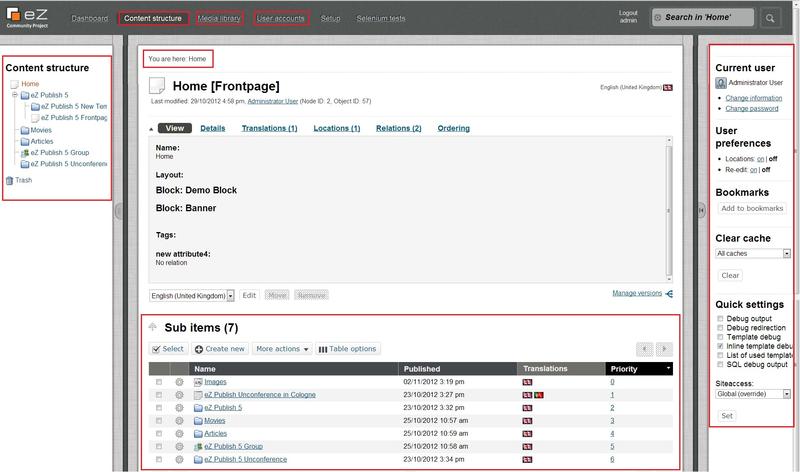 eZ
Community Project
Dashboard
Content structure
Media library
User accounts
Setup
Selenium tests
Logout
admin
Search in 'Home'
Content structure
Home
eZ Publish 5
eZ Publish 5 New Tem
eZ Publish 5 Frontpag
Movies
Articles
eZ Publish 5 Group
eZ Publish 5 Unconference
Trash
You are here: Home
Home [Frontpage]
Last modified: 29/10/2012 4:58 pm, Administrator User (Node ID: 2, Object ID: 57)
English (United Kingdom)
View
Details
Translations (1)
Locations (1)
Relations (2)
Ordering
Name:
Home
Layout:
Block: Demo Block
Block: Banner
Tags:
new attribute4:
No relation
English (United Kingdom)
Edit
Move
Remove
Manage versions
Sub items (7)
Select
Create new
More actions
Table options
Name Published Translations Priority
Images 02/11/2012 3:19 pm 0
eZ Publish Unconference in Cologne 23/10/2012 3:27 pm 1
eZ Publish 5 23/10/2012 3:32 pm 2
Movies 25/10/2012 10:57 am 3
Articles 25/10/2012 10:59 am 4
eZ Publish 5 Group 25/10/2012 10:58 am 5
eZ Publish 5 Unconference 23/10/2012 3:34 pm 6
Current user
Administrator User
Change information
Change password
User
preferences
Locations: on | off
Re-edit: on | off
Bookmarks
Add to bookmarks
Clear cache
All caches
Clear
Quick settings
Debug output
Debug redirection
Template debug
Inline template debu
List of used templat
SQL debug output
Siteaccess:
Global (override)
Set